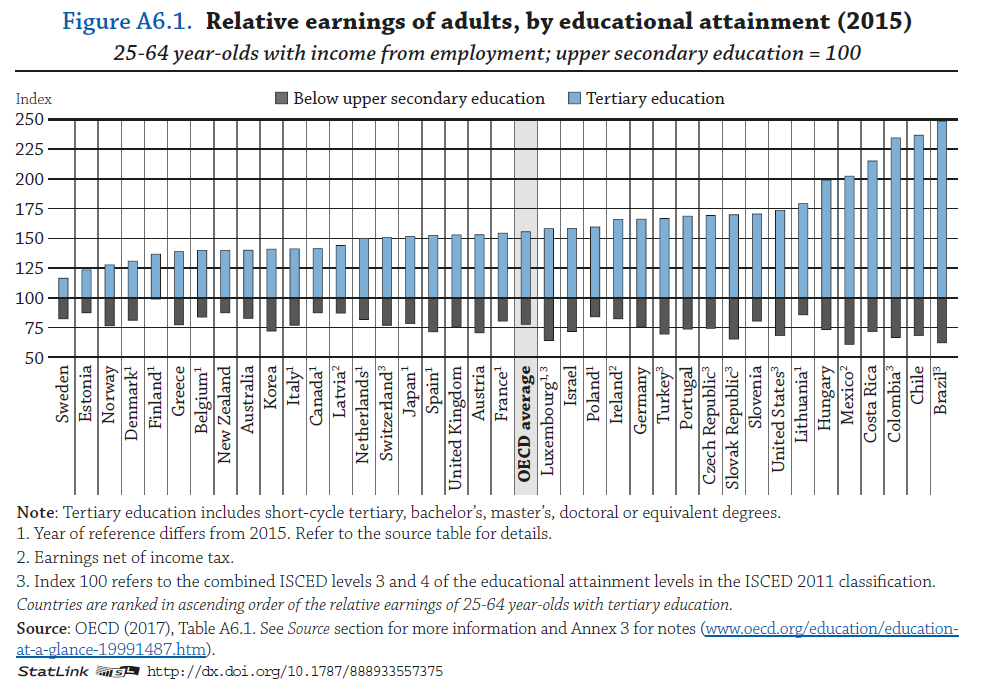 Figure A6.1. Relative earnings of adults, by educational attainment (2015)
25-64 year-olds with income from employment; upper secondary education = 100
Index
Below upper secondary education
Tertiary education
250
225
200
175
150
125
100
75
50
Sweden
Estonia
Norway
Denmark¹
Finland¹
Greece
Belgium¹
New Zealand
Australia
Korea
Italy¹
Canada¹
Latvia²
Netherlands¹
Switzerland³
Japan¹
Spain¹
United Kingdom
Austria
France¹
OECD average
Luxembourg¹,³
Israel
Poland¹
Ireland²
Germany
Turkey²
Portugal
Czech Republic³
Slovak Republic³
Slovenia
United States³
Lithuania¹
Hungary
Mexico²
Costa Rica
Colombia³
Chile
Brazil³
Note: Tertiary education includes short-cycle tertiary, bachelor's, master's, doctoral or equivalent degrees.
1. Year of reference differs from 2015. Refer to the source table for details.
2. Earnings net of income tax.
3. Index 100 refers to the combined ISCED levels 3 and 4 of the educational attainment levels in the ISCED 2011 classification.
Countries are ranked in ascending order of the relative earnings of 25-64 year-olds with tertiary education.
Source: OECD (2017), Table A6.1. See Source section for more information and Annex 3 for notes (www.oecd.org/education/education-
at-a-glance-19991487.htm).
StatLink http://dx.doi.org/10.1787/888933557375